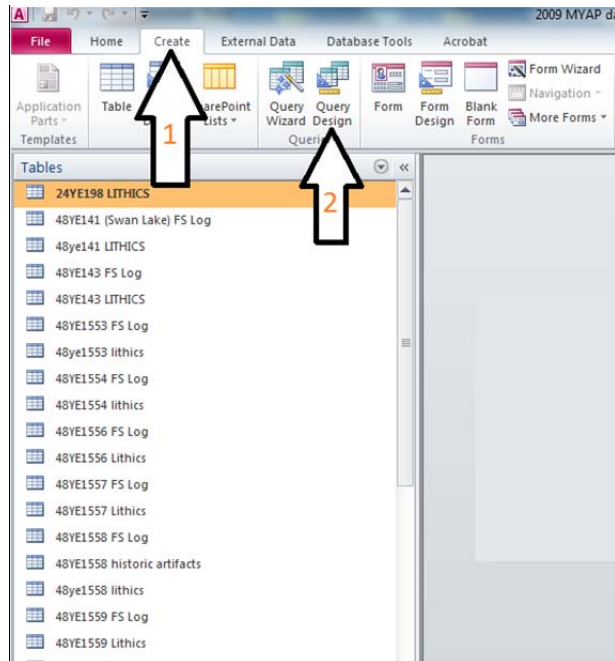 A 2009 MYAP da
File Home Create External Data Database Tools Acrobat
Application Parts Table SharePoint Lists Query Wizard Query Design Form Form Design Blank Form Form Wizard Navigation More Forms
Templates Queries Forms
1
2
Tables
24YE198 LITHICS
48YE141 (Swan Lake) FS Log
48ye141 LITHICS
48YE143 FS Log
48YE143 LITHICS
48YE1553 FS Log
48ye1553 lithics
48YE1554 FS Log
48YE1554 lithics
48YE1556 FS Log
48YE1556 Lithics
48YE1557 FS Log
48YE1557 Lithics
48YE1558 FS Log
48YE1558 historic artifacts
48ye1558 lithics
48YE1559 FS Log
48YE1559 Lithics